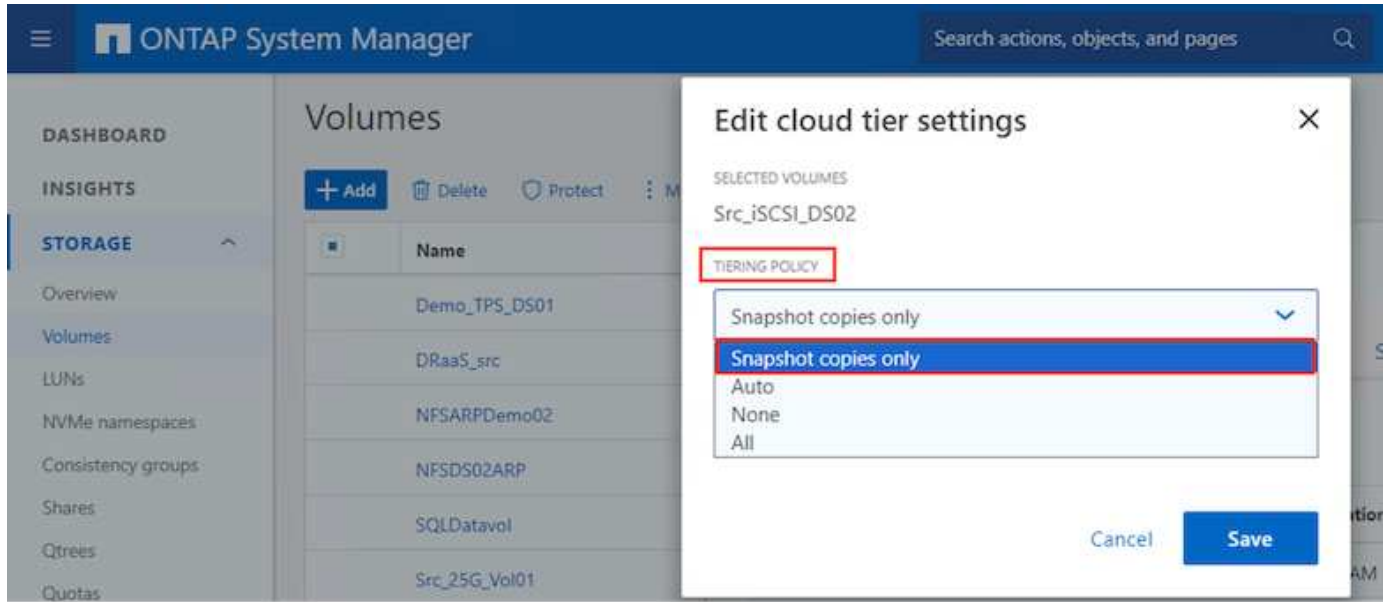 ONTAP System Manager
Search actions, objects, and pages
DASHBOARD
INSIGHTS
STORAGE
Overview
Volumes
LUNs
NVMe namespaces
Consistency groups
Shares
Qtrees
Quotas
Volumes
+ Add
Delete
Protect
Name
Demo_TPS_DS01
DRaaS_src
NFSARPDemo02
NFSDS02ARP
SQLDatavol
Src_25G_Vol01
Edit cloud tier settings
SELECTED VOLUMES
Src_iSCSI_DS02
TIERING POLICY
Snapshot copies only
Snapshot copies only
Auto
None
All
Cancel
Save
AM